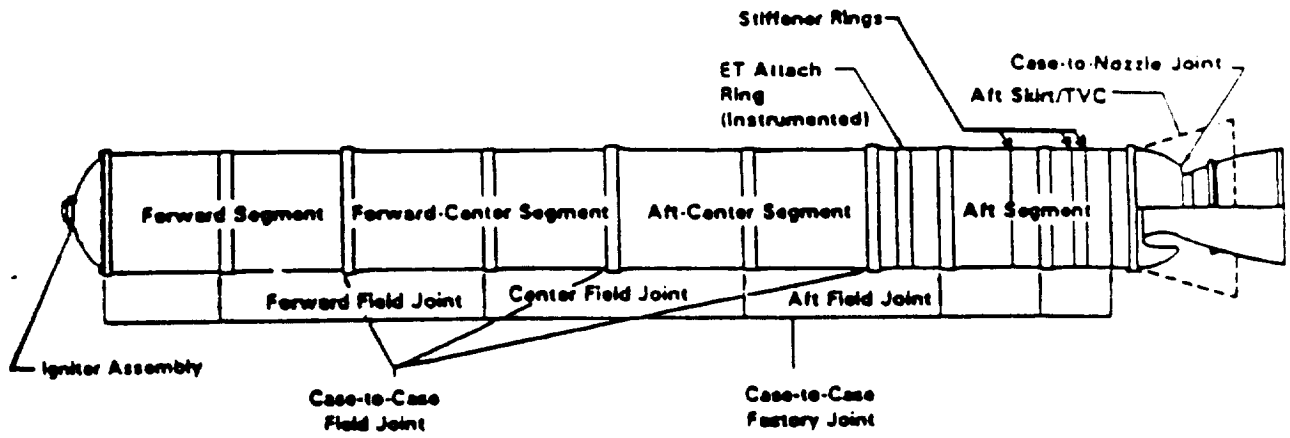 Stiffener Rings
ET Attach
Ring
(Instrumented)
Case-to-Nozzle Joint
Aft Skirt/TVC
Forward Segment
Forward-Center Segment
Aft-Center Segment
Aft Segment
Forward Field Joint
Center Field Joint
Aft Field Joint
Igniter Assembly
Case-to-Case
Field Joint
Case-to-Case
Factory Joint